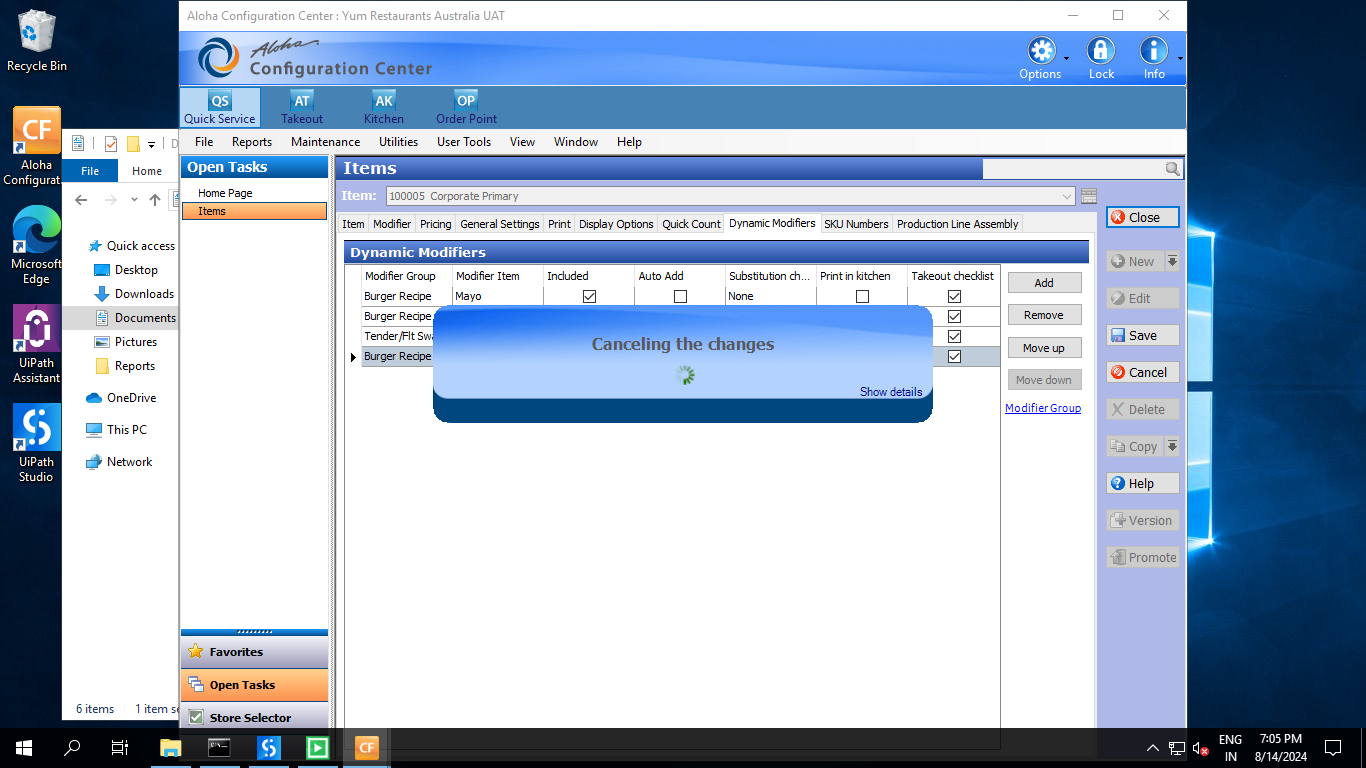 Recycle Bin
Aloha Configurat...
Microsoft Edge
UiPath Assistant
UiPath Studio
File
Home
Quick access
Desktop
Downloads
Documents
Pictures
Reports
OneDrive
This PC
Network
6 items
1 item se
Aloha Configuration Center : Yum Restaurants Australia UAT
Aloha
Configuration Center
Options
Lock
Info
QS
Quick Service
AT
Takeout
AK
Kitchen
OP
Order Point
File Reports Maintenance Utilities User Tools View Window Help
Open Tasks
Home Page
Items
Favorites
Open Tasks
Store Selector
Items
Item: 100005 Corporate Primary
Item Modifier Pricing General Settings Print Display Options Quick Count Dynamic Modifiers SKU Numbers Production Line Assembly
Dynamic Modifiers
Modifier Group Modifier Item Included Auto Add Substitution ch... Print in kitchen Takeout checklist
Burger Recipe Mayo None
Burger Recipe
Tender/Flt Swa
Burger Recipe
Canceling the changes
Show details
Add
Remove
Move up
Move down
Modifier Group
Close
New
Edit
Save
Cancel
Delete
Copy
Help
Version
Promote
CF
ENG
IN
7:05 PM
8/14/2024